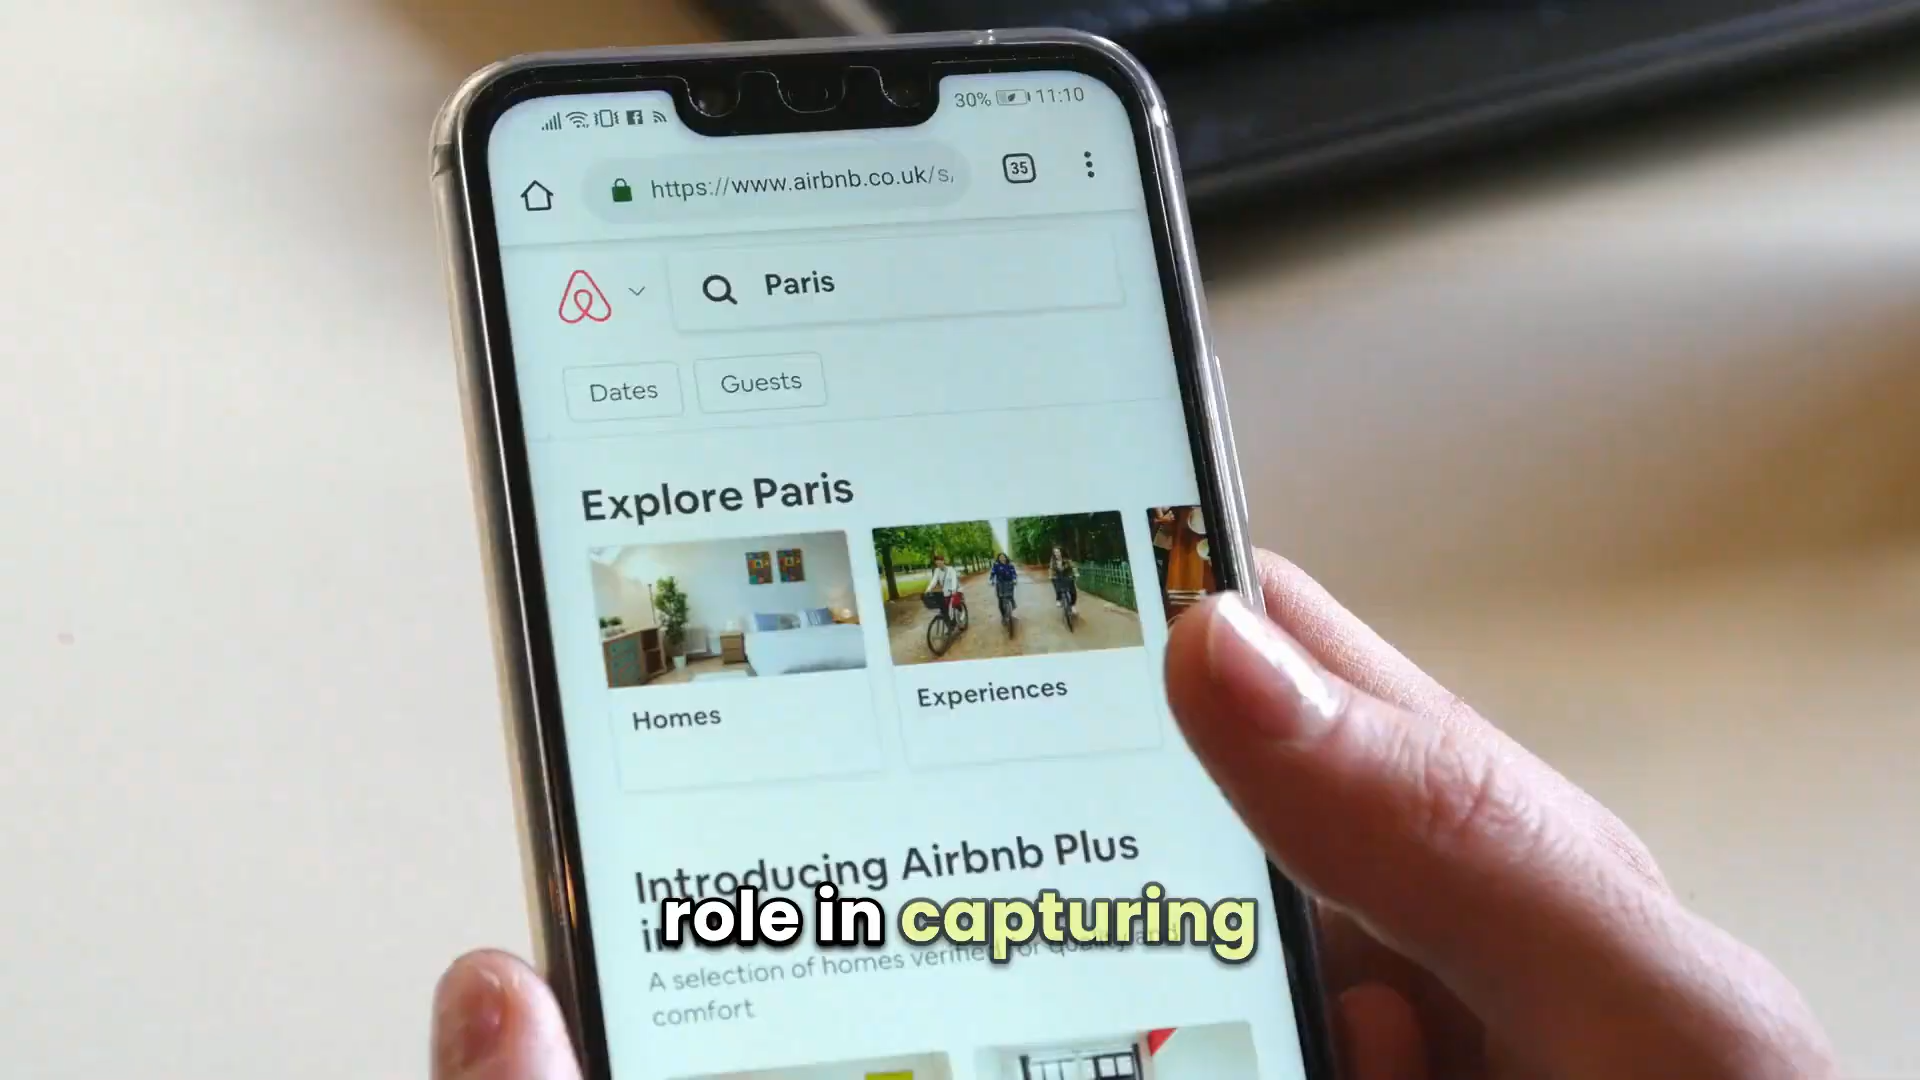 30% 11:10
https://www.airbnb.co.uk/s/
35
Paris
Dates
Guests
Explore Paris
Homes
Experiences
Introducing Airbnb Plus
A selection of homes verified for quality and
comfort
role in capturing